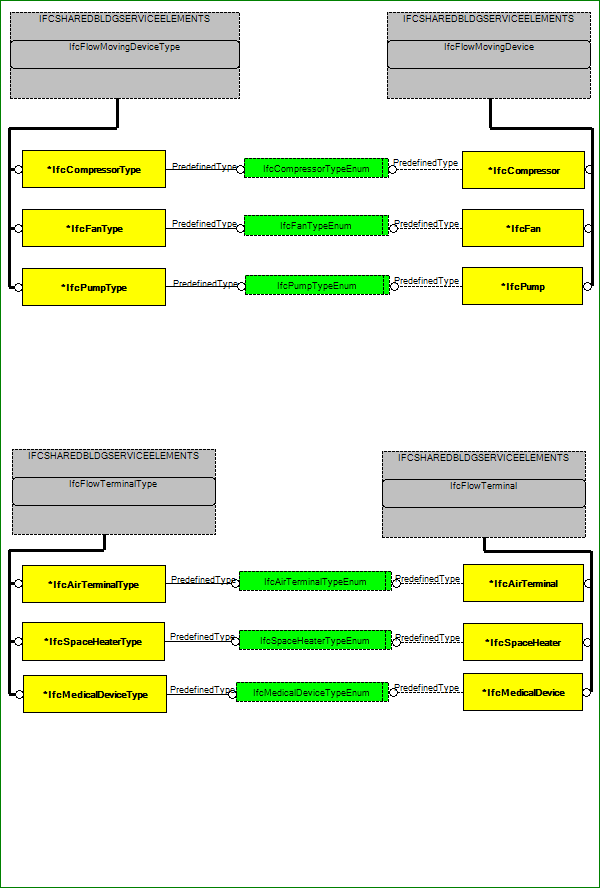 IFCSHAREDBLDGSERVICEELEMENTS
IfcFlowMovingDeviceType
IFCSHAREDBLDGSERVICEELEMENTS
IfcFlowMovingDevice
*IfcCompressorType
PredefinedType
IfcCompressorTypeEnum
PredefinedType
*IfcCompressor
*IfcFanType
PredefinedType
IfcFanTypeEnum
PredefinedType
*IfcFan
*IfcPumpType
PredefinedType
IfcPumpTypeEnum
PredefinedType
*IfcPump
IFCSHAREDBLDGSERVICEELEMENTS
IfcFlowTerminalType
IFCSHAREDBLDGSERVICEELEMENTS
IfcFlowTerminal
*IfcAirTerminalType
PredefinedType
IfcAirTerminalTypeEnum
PredefinedType
*IfcAirTerminal
*IfcSpaceHeaterType
PredefinedType
IfcSpaceHeaterTypeEnum
PredefinedType
*IfcSpaceHeater
*IfcMedicalDeviceType
PredefinedType
IfcMedicalDeviceTypeEnum
PredefinedType
*IfcMedicalDevice